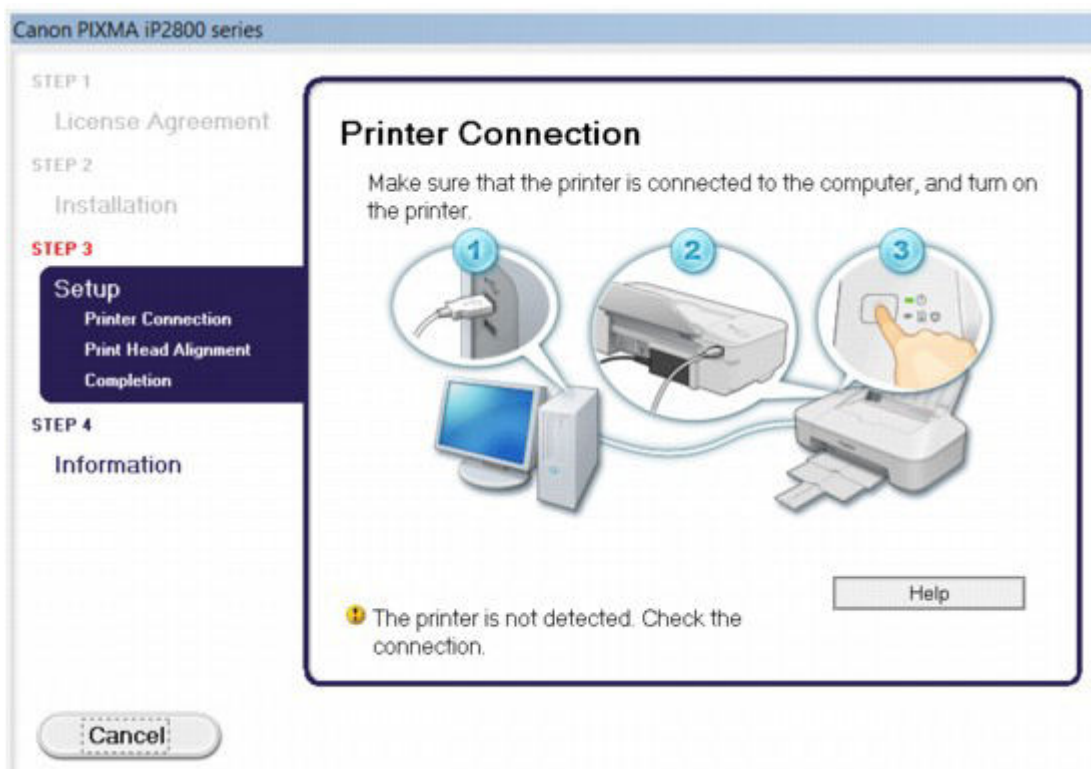 Canon PIXMA iP2800 series
STEP 1
License Agreement
STEP 2
Installation
STEP 3
Setup
Printer Connection
Print Head Alignment
Completion
STEP 4
Information
Printer Connection
Make sure that the printer is connected to the computer, and turn on
the printer.
1
2
3
Help
The printer is not detected. Check the
connection.
Cancel